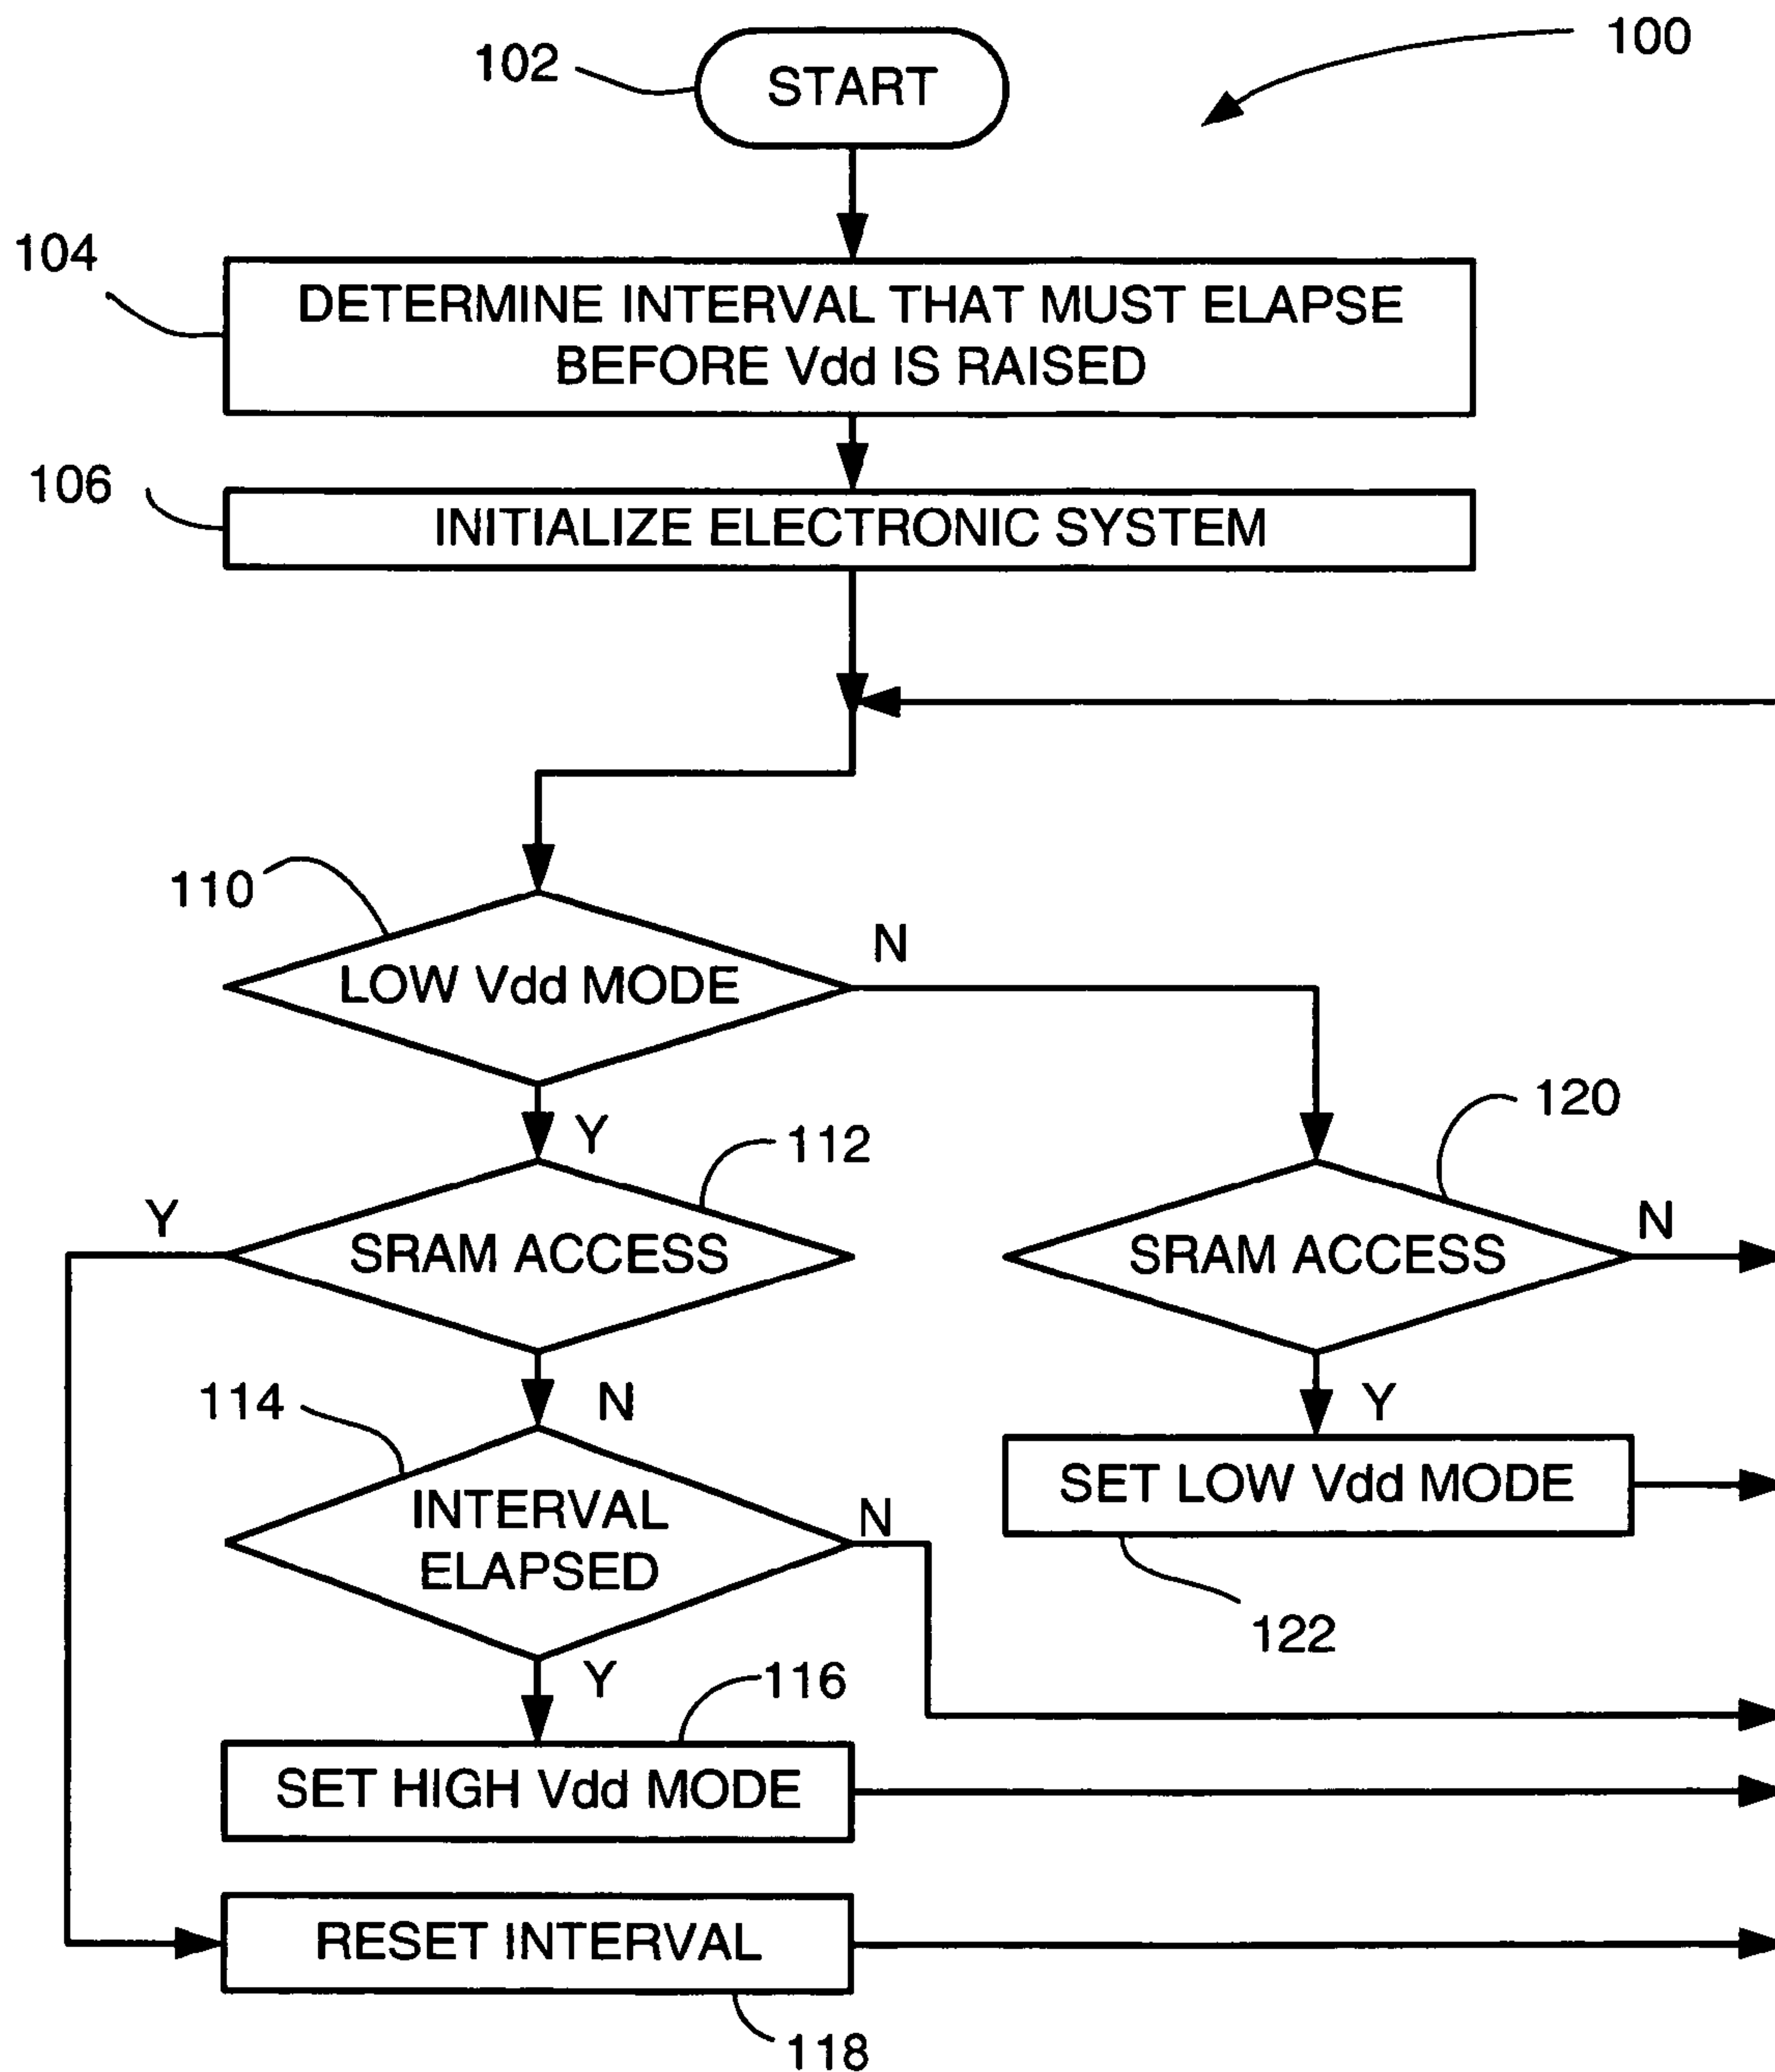 100
102
START
104
DETERMINE INTERVAL THAT MUST ELAPSE
BEFORE Vdd IS RAISED
106
INITIALIZE ELECTRONIC SYSTEM
110
LOW Vdd MODE
N
Y
112
Y
SRAM ACCESS
120
SRAM ACCESS
N
114
N
INTERVAL
ELAPSED
N
Y
SET LOW Vdd MODE
122
Y
116
SET HIGH Vdd MODE
RESET INTERVAL
118